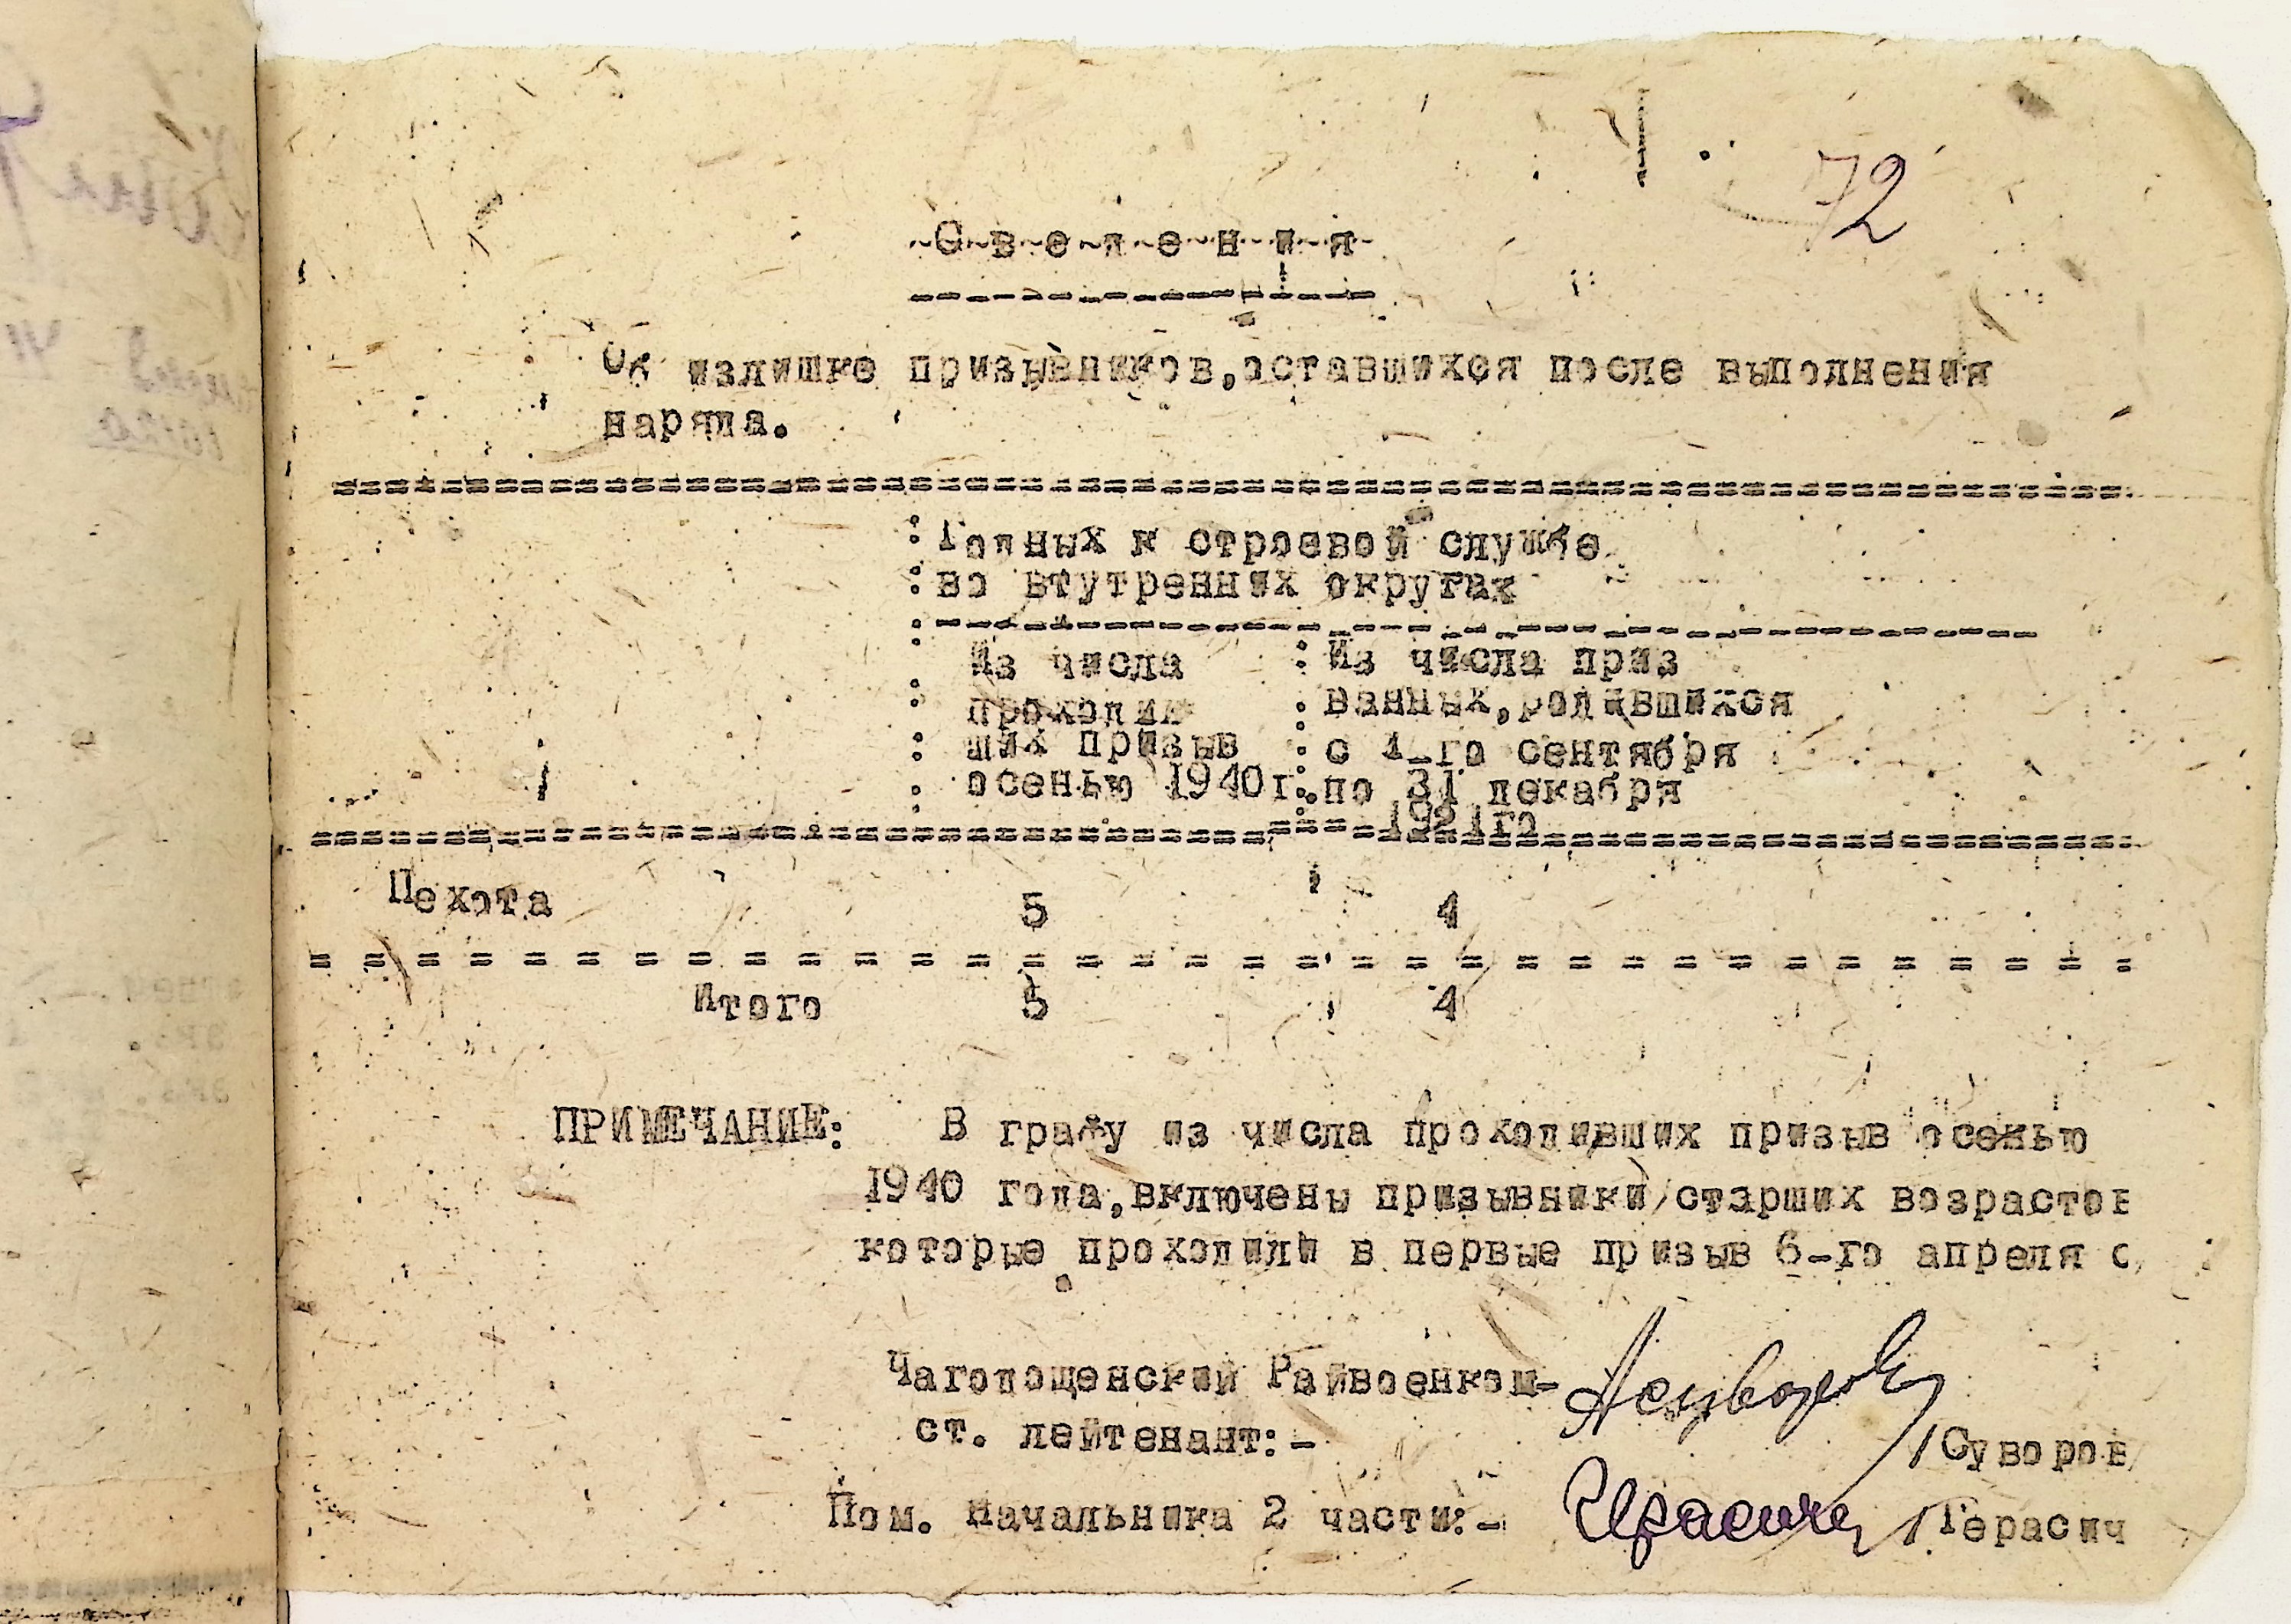 72
С в е д е н и я
Об излишке призывников,оставшихся после выполнения
наряда.
Годных к строевой службе
во втутренних округах
Из числа : Из числа приз
проходив ванных,родившихся
ших призыв : с 1-го сентября
осенью 1940г. по 31 декабря
1921го
Пехота 5 4
Итого 5 4
ПРИМЕЧАНИЕ: В графу из числа проходивших призыв осенью
1940 года,включены призывники старших возрастов
которые проходили в первые призыв 6-го апреля с
Чагодощенский Райвоенком-
ст. лейтенант:-
/Суворов
Пом. начальника 2 части:- /Герасич